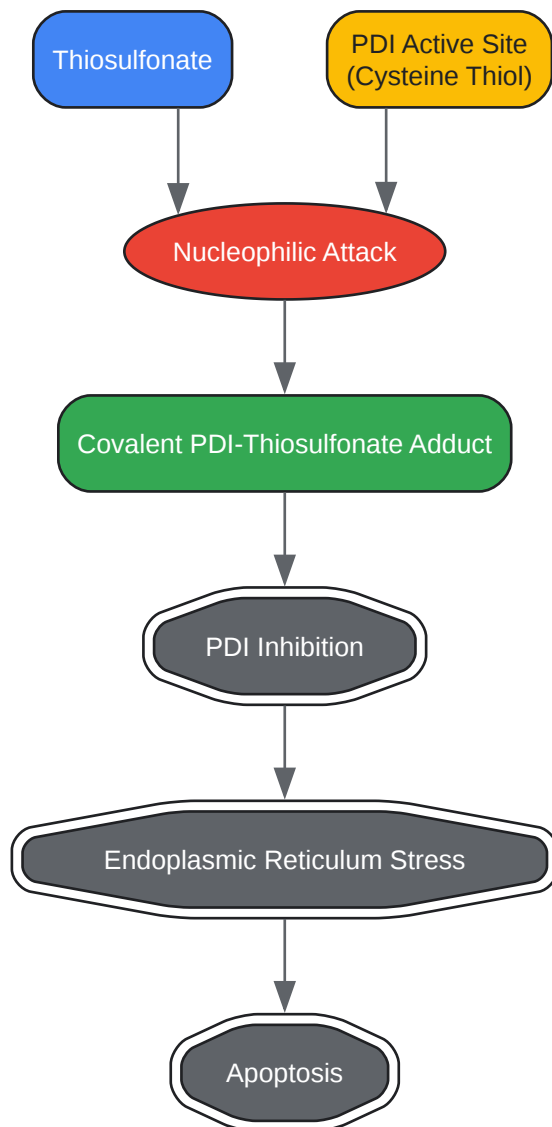 Thiosulfonate
PDI Active Site
(Cysteine Thiol)
Nucleophilic Attack
Covalent PDI-Thiosulfonate Adduct
PDI Inhibition
Endoplasmic Reticulum Stress
Apoptosis